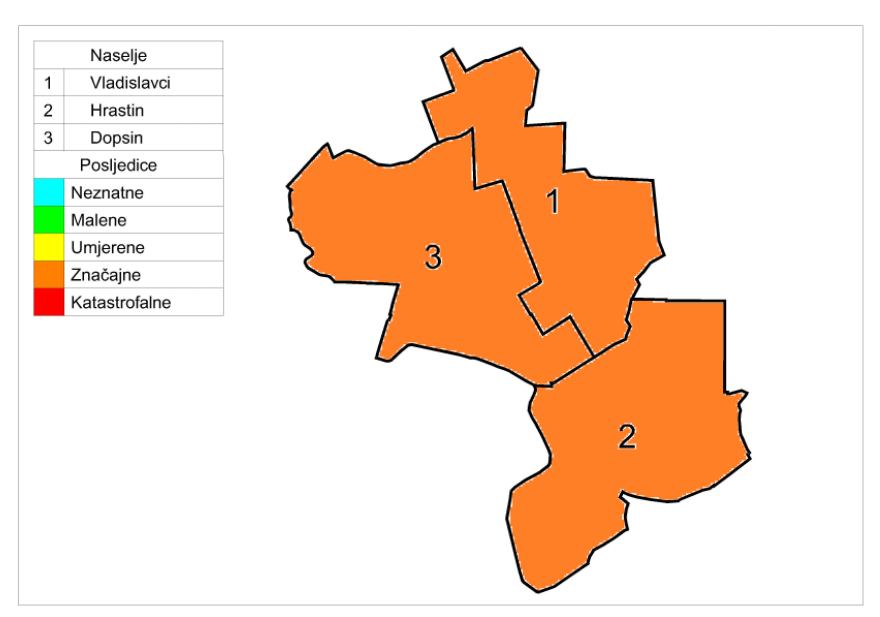 Naselje
1 Vladislavci
2 Hrastin
3 Dopsin
Posljedice
Neznatne
Malene
Umjerene
Značajne
Katastrofalne
1
3
2